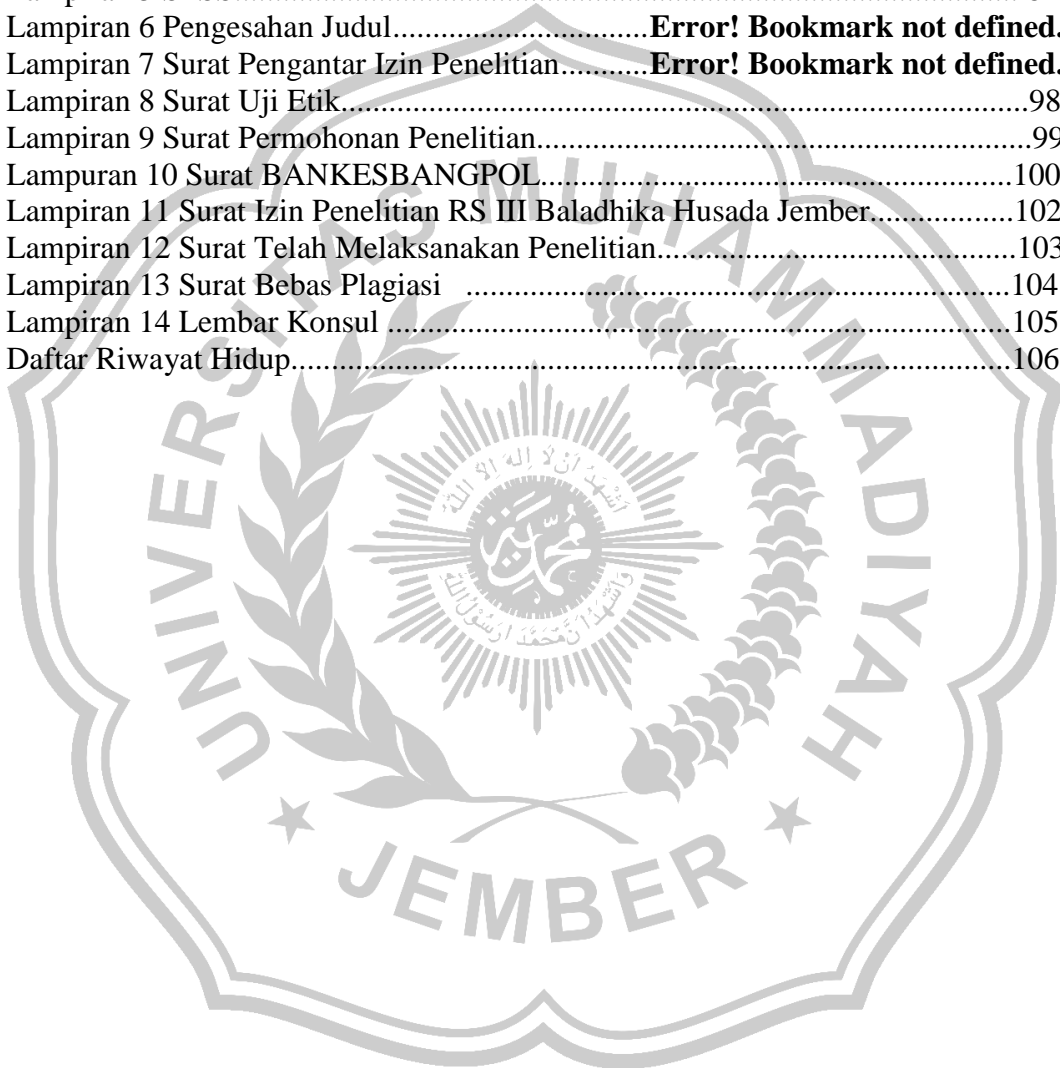 Lampiran 6 Pengesahan Judul...............................Error! Bookmark not defined.
Lampiran 7 Surat Pengantar Izin Penelitian...........Error! Bookmark not defined.
Lampiran 8 Surat Uji Etik....................................................................................98
Lampiran 9 Surat Permohonan Penelitian............................................................99
Lampuran 10 Surat BANKESBANGPOL.........................................................100
Lampiran 11 Surat Izin Penelitian RS III Baladhika Husada Jember.................102
Lampiran 12 Surat Telah Melaksanakan Penelitian...........................................103
Lampiran 13 Surat Bebas Plagiasi ..................................................................104
Lampiran 14 Lembar Konsul ...........................................................................105
Daftar Riwayat Hidup.......................................................................................106
UNIVERSITAS MUHAMMADIYAH
JEMBER